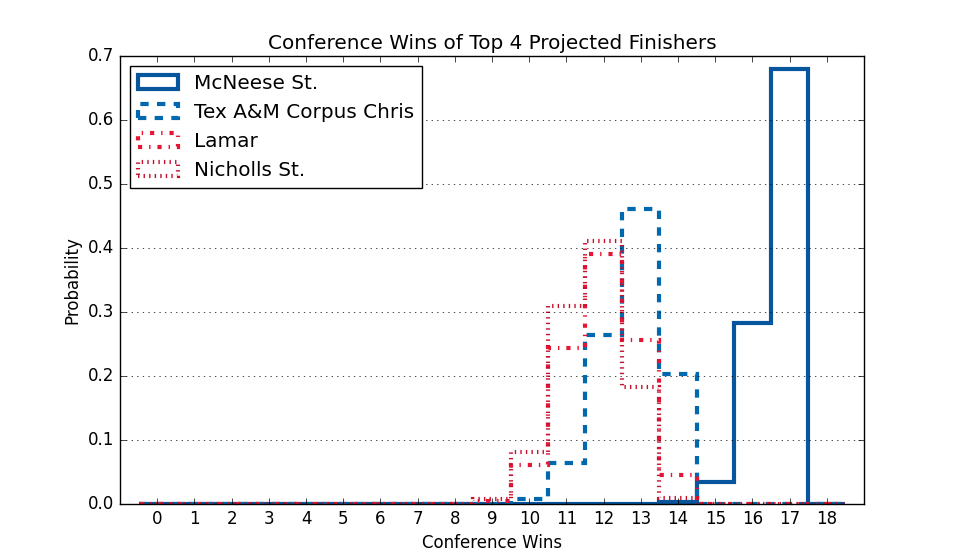 Conference Wins of Top 4 Projected Finishers
0.7
0.6
0.5
0.4
0.3
0.2
0.1
0.0
Probability
McNeese St.
Tex A&M Corpus Chris
Lamar
Nicholls St.
0 1 2 3 4 5 6 7 8 9 10 11 12 13 14 15 16 17 18
Conference Wins